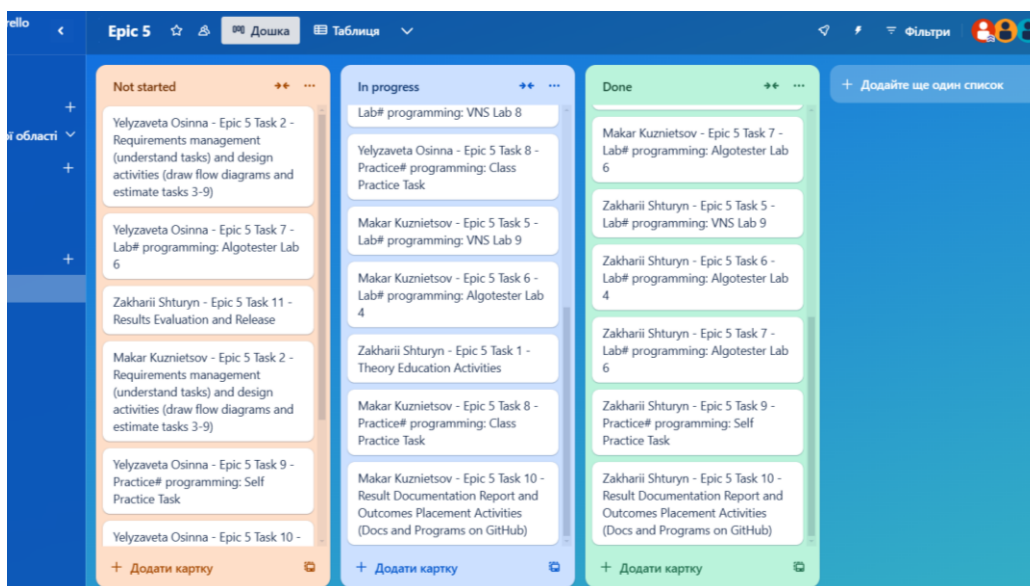 rello
Epic 5
Дошка
Таблиця
Фільтри
ої області
Not started
Yelyzaveta Osinna - Epic 5 Task 2 -
Requirements management
(understand tasks) and design
activities (draw flow diagrams and
estimate tasks 3-9)
Yelyzaveta Osinna - Epic 5 Task 7 -
Lab# programming: Algotester Lab
6
Zakharii Shturyn - Epic 5 Task 11 -
Results Evaluation and Release
Makar Kuznietsov - Epic 5 Task 2 -
Requirements management
(understand tasks) and design
activities (draw flow diagrams and
estimate tasks 3-9)
Yelyzaveta Osinna - Epic 5 Task 9 -
Practice# programming: Self
Practice Task
Yelyzaveta Osinna - Epic 5 Task 10 -
+ Додати картку
In progress
Lab# programming: VNS Lab 8
Yelyzaveta Osinna - Epic 5 Task 8 -
Practice# programming: Class
Practice Task
Makar Kuznietsov - Epic 5 Task 5 -
Lab# programming: VNS Lab 9
Makar Kuznietsov - Epic 5 Task 6 -
Lab# programming: Algotester Lab
4
Zakharii Shturyn - Epic 5 Task 1 -
Theory Education Activities
Makar Kuznietsov - Epic 5 Task 8 -
Practice# programming: Class
Practice Task
Makar Kuznietsov - Epic 5 Task 10 -
Result Documentation Report and
Outcomes Placement Activities
(Docs and Programs on GitHub)
+ Додати картку
Done
Makar Kuznietsov - Epic 5 Task 7 -
Lab# programming: Algotester Lab
6
Zakharii Shturyn - Epic 5 Task 5 -
Lab# programming: VNS Lab 9
Zakharii Shturyn - Epic 5 Task 6 -
Lab# programming: Algotester Lab
4
Zakharii Shturyn - Epic 5 Task 7 -
Lab# programming: Algotester Lab
6
Zakharii Shturyn - Epic 5 Task 9 -
Practice# programming: Self
Practice Task
Zakharii Shturyn - Epic 5 Task 10 -
Result Documentation Report and
Outcomes Placement Activities
(Docs and Programs on GitHub)
+ Додати картку
+ Додайте ще один список